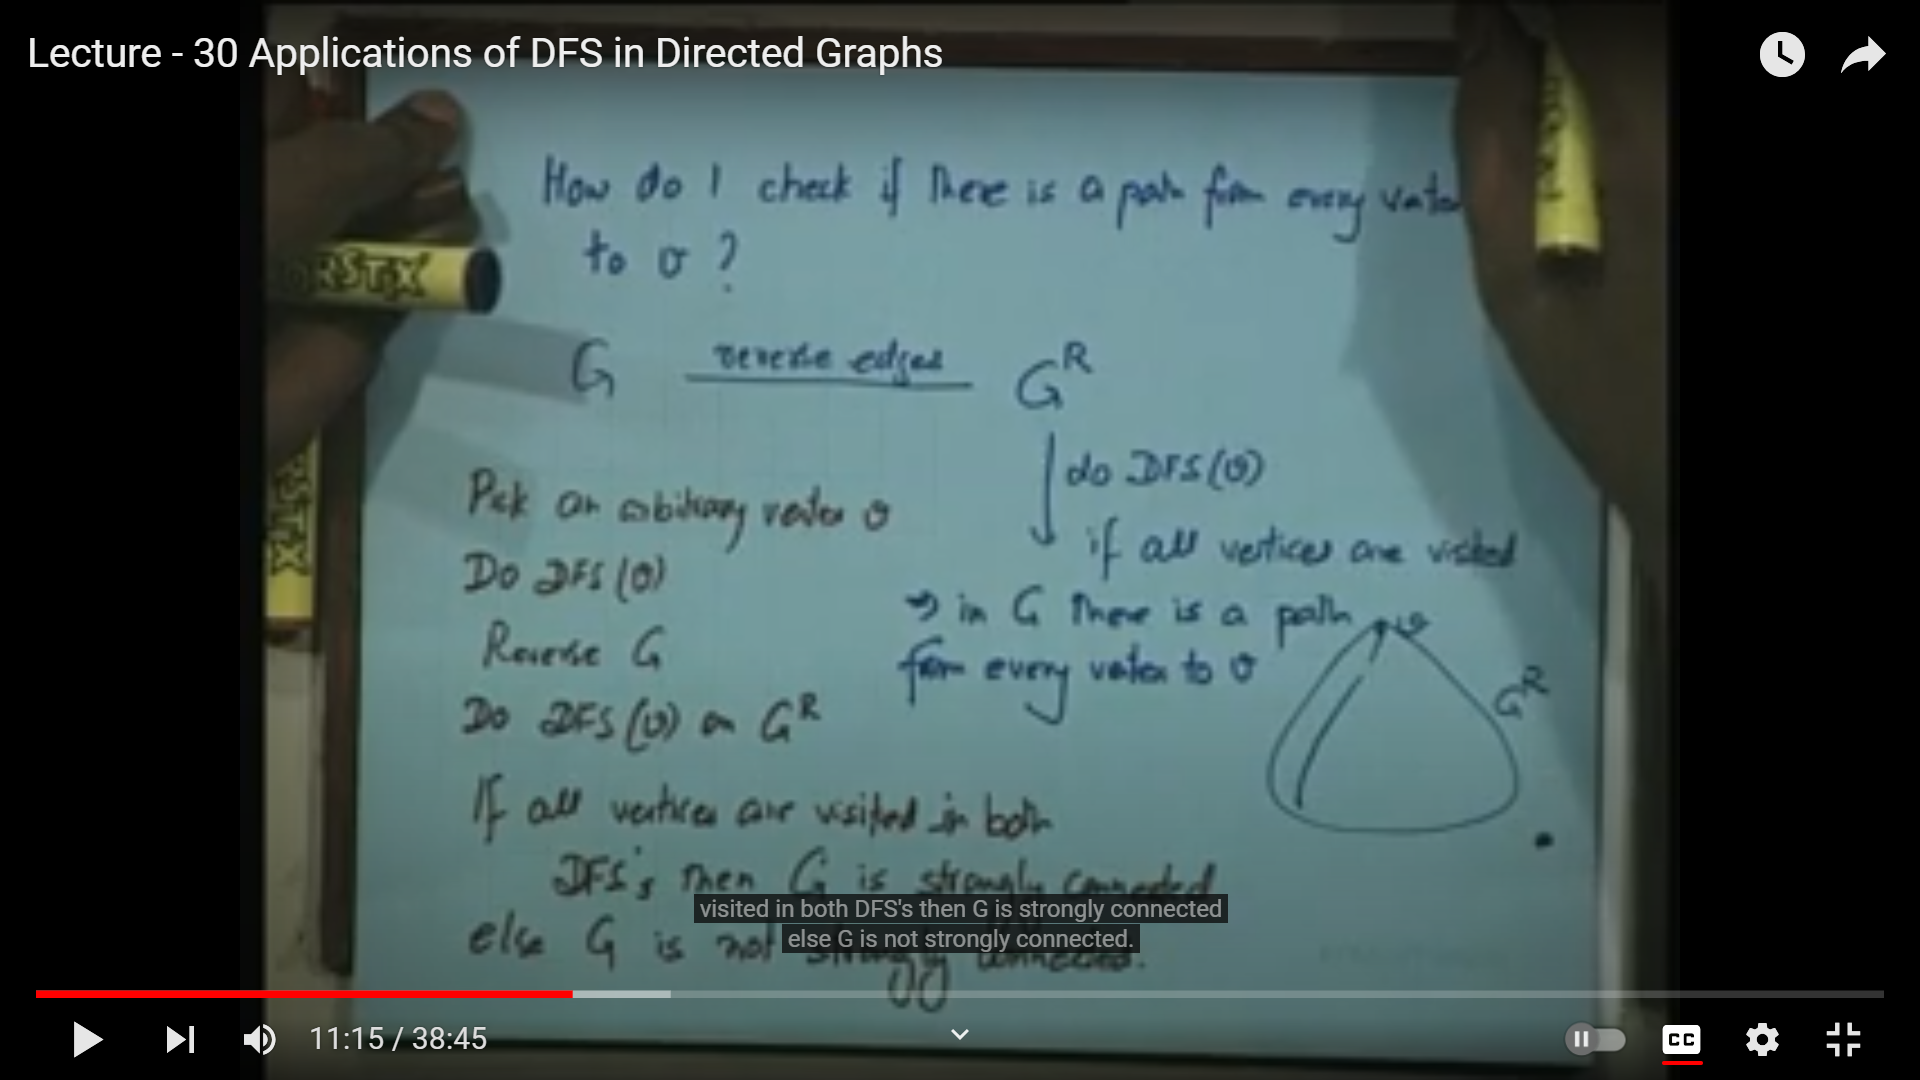 Lecture - 30 Applications of DFS in Directed Graphs
How do I check if there is a path from every vertex
to v ?
G reverse edges G^R
do DFS(v)
if all vertices are visited
⇒ in G there is a path
from every vertex to v
v
G^R
Pick an arbitrary vertex v
Do DFS(v)
Reverse G
Do DFS(v) on G^R
If all vertices are visited in both
DFS's then G is strongly connected
else G is not strongly connected.
visited in both DFS's then G is strongly connected
else G is not strongly connected.
11:15 / 38:45
CC